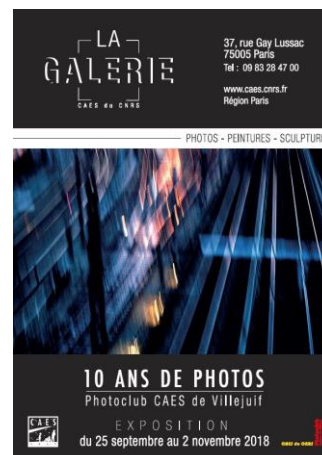 LA
GALERIE
CAES du CNRS
37, rue Gay Lussac
75005 Paris
Tel : 09 83 28 47 00
www.caes.cnrs.fr
Région Paris
PHOTOS - PEINTURES - SCULPTURE
10 ANS DE PHOTOS
Photoclub CAES de Villejuif
CAES
EXPOSITION
du 25 septembre au 2 novembre 2018